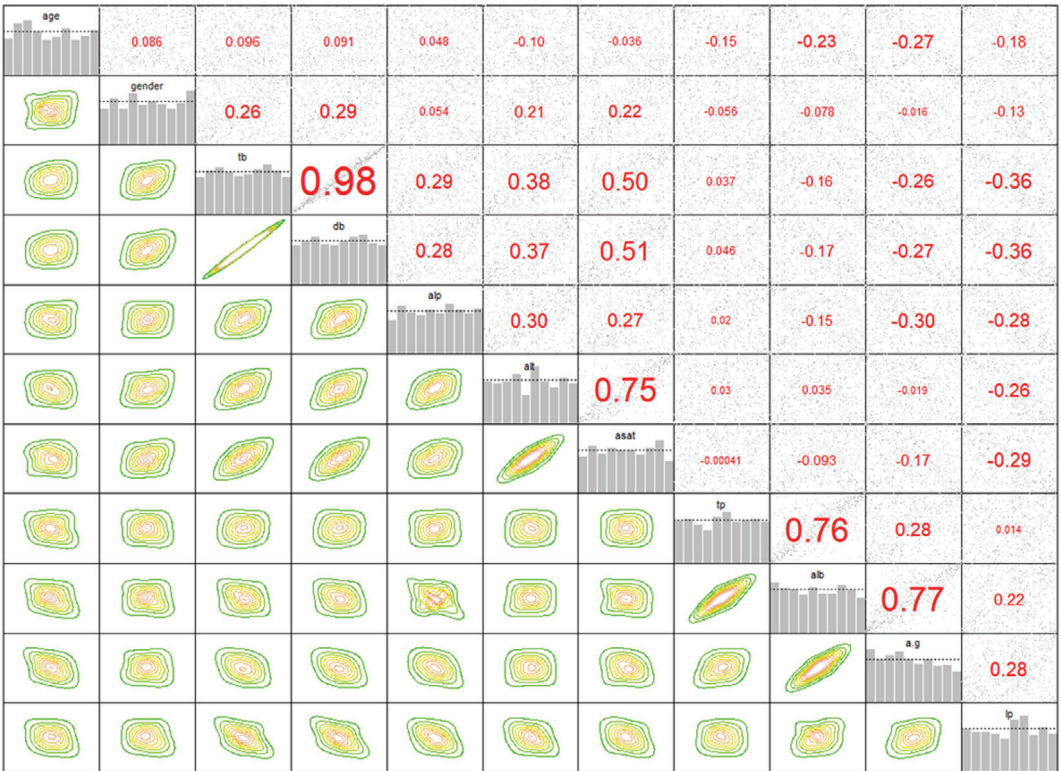 age
0.086 0.096 0.091 0.048 -0.10 -0.036 -0.15 -0.23 -0.27 -0.18
gender
0.26 0.29 0.054 0.21 0.22 -0.056 -0.078 -0.016 -0.13
tb
0.98 0.29 0.38 0.50 0.037 -0.16 -0.26 -0.36
db
0.28 0.37 0.51 0.046 -0.17 -0.27 -0.36
alp
0.30 0.27 0.02 -0.15 -0.30 -0.28
alt
0.75 0.03 0.035 -0.019 -0.26
asat
-0.00041 -0.093 -0.17 -0.29
tp
0.76 0.28 0.014
alb
0.77 0.22
a.g
0.28
lp